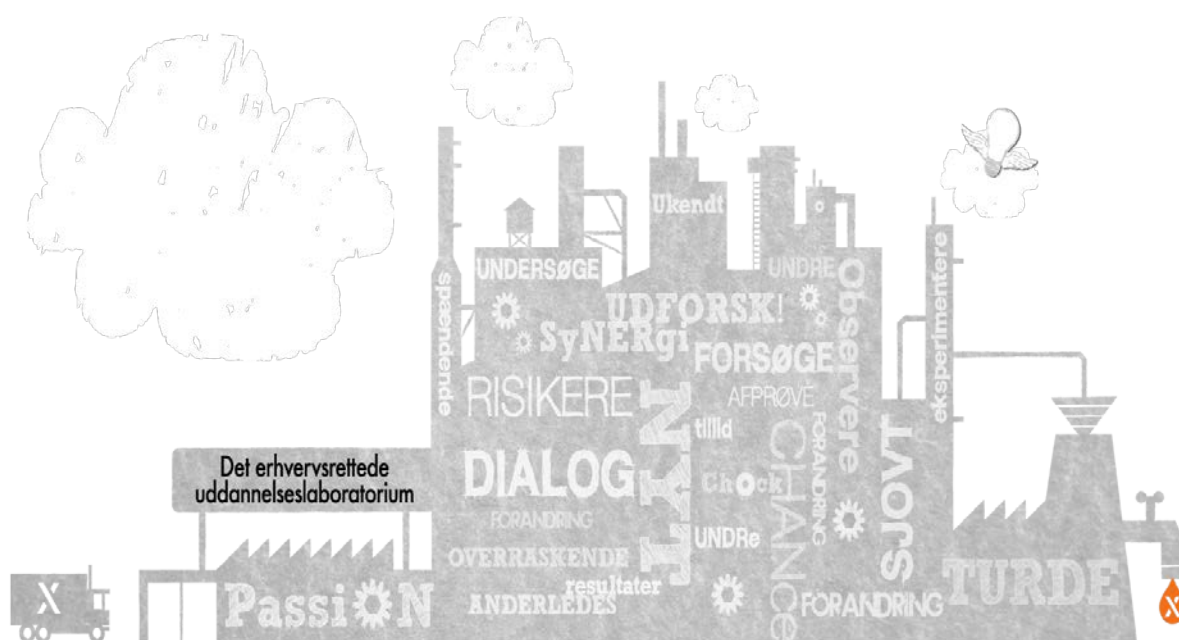 Ukendt
UNDERSØGE
UNDRE
spændende
Observere
eksperimentere
UDFORSK!
SyNERgi
FORSØGE
RISIKERE
AFPRØVE
NYT
tillid
CHANce
FORANDRING
SJOVT
Det erhvervsrettede
uddannelseslaboratorium
DIALOG
ChOck
FORANDRING
UNDRe
OVERRASKENDE
resultater
X
PassiON
ANDERLEDES
FORANDRING
TURDE
X